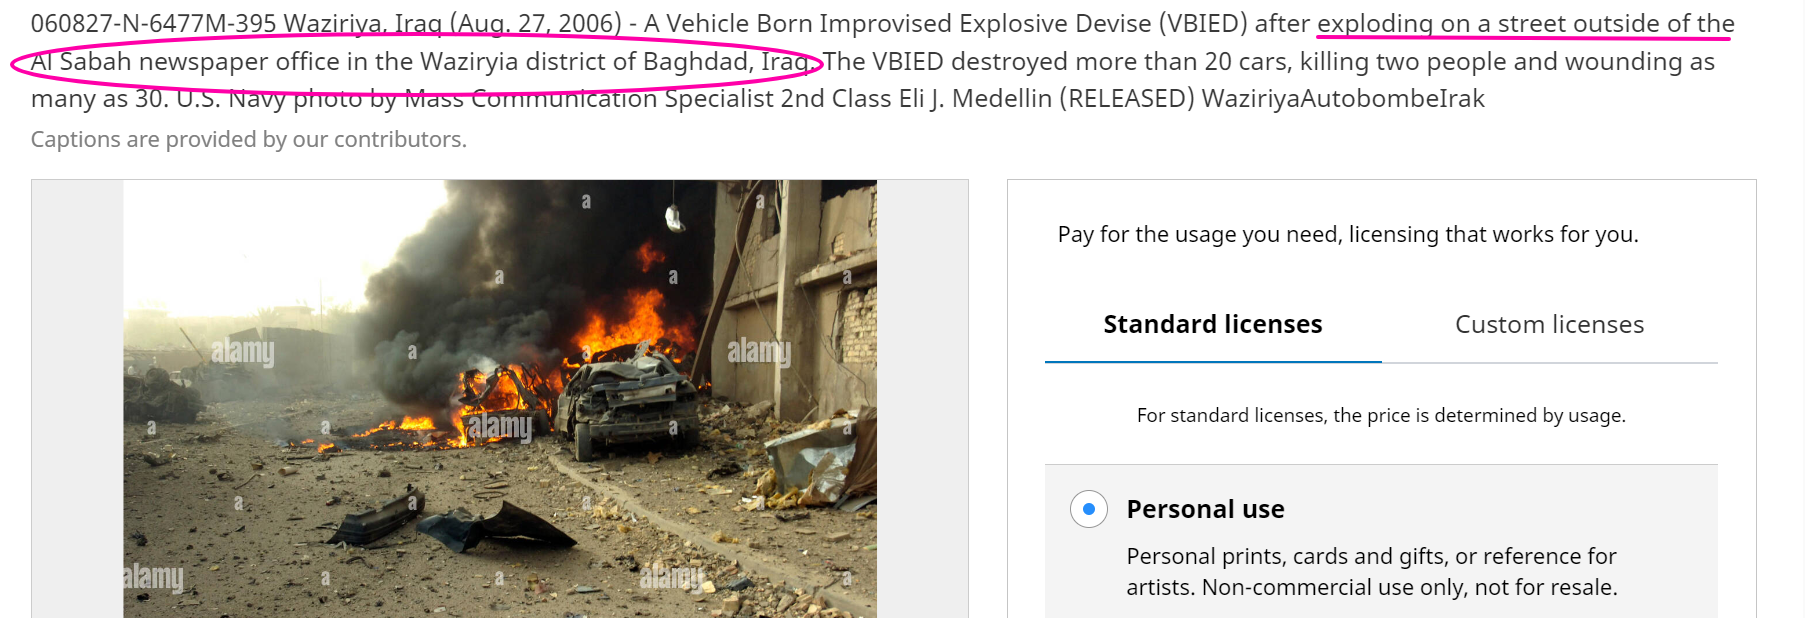 060827-N-6477M-395 Waziriya, Iraq (Aug. 27, 2006) - A Vehicle Born Improvised Explosive Devise (VBIED) after exploding on a street outside of the
Al Sabah newspaper office in the Waziryia district of Baghdad, Iraq. The VBIED destroyed more than 20 cars, killing two people and wounding as
many as 30. U.S. Navy photo by Mass Communication Specialist 2nd Class Eli J. Medellin (RELEASED) WaziriyaAutobombeIrak
Captions are provided by our contributors.
a a
a a a
alamy a a alamy
a a alamy a a
a a a a
alamy a a alamy a
Pay for the usage you need, licensing that works for you.
Standard licenses Custom licenses
For standard licenses, the price is determined by usage.
Personal use
Personal prints, cards and gifts, or reference for
artists. Non-commercial use only, not for resale.